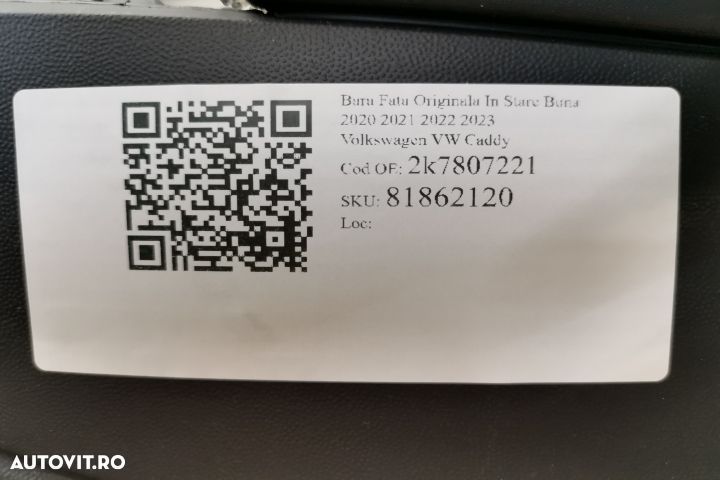 Bara Fata Originala In Stare Buna
2020 2021 2022 2023
Volkswagen VW Caddy
Cod OE: 2k7807221
SKU: 81862120
Loc:
AUTOVIT.RO